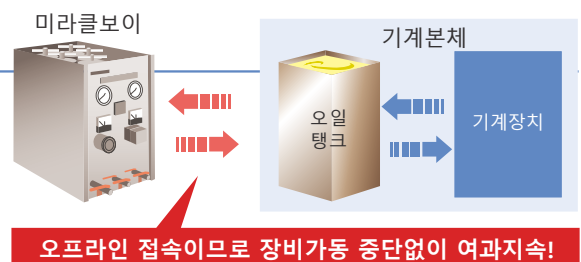 미라클보이
기계본체
오일
탱크
기계장치
오프라인 접속이므로 장비가동 중단없이 여과지속!